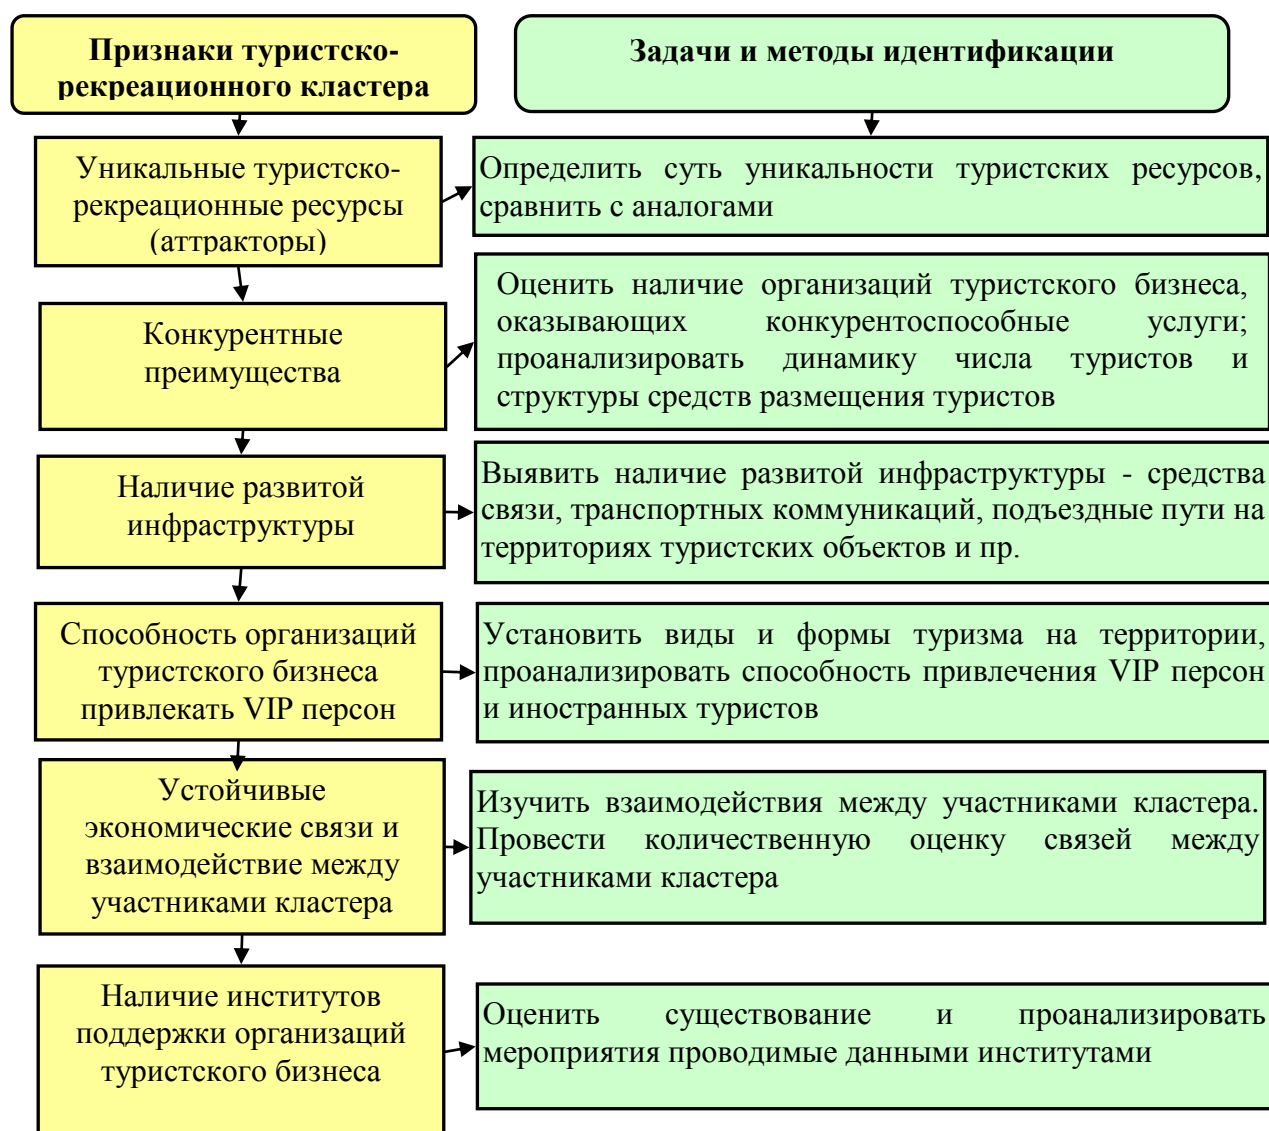 Признаки туристско-
рекреационного кластера
Задачи и методы идентификации
Уникальные туристско-
рекреационные ресурсы
(аттракторы)
Определить суть уникальности туристских ресурсов,
сравнить с аналогами
Конкурентные
преимущества
Оценить наличие организаций туристского бизнеса,
оказывающих конкурентоспособные услуги;
проанализировать динамику числа туристов и
структуры средств размещения туристов
Наличие развитой
инфраструктуры
Выявить наличие развитой инфраструктуры - средства
связи, транспортных коммуникаций, подъездные пути на
территориях туристских объектов и пр.
Способность организаций
туристского бизнеса
привлекать VIP персон
Установить виды и формы туризма на территории,
проанализировать способность привлечения VIP персон
и иностранных туристов
Устойчивые
экономические связи и
взаимодействие между
участниками кластера
Изучить взаимодействия между участниками кластера.
Провести количественную оценку связей между
участниками кластера
Наличие институтов
поддержки организаций
туристского бизнеса
Оценить существование и проанализировать
мероприятия проводимые данными институтами